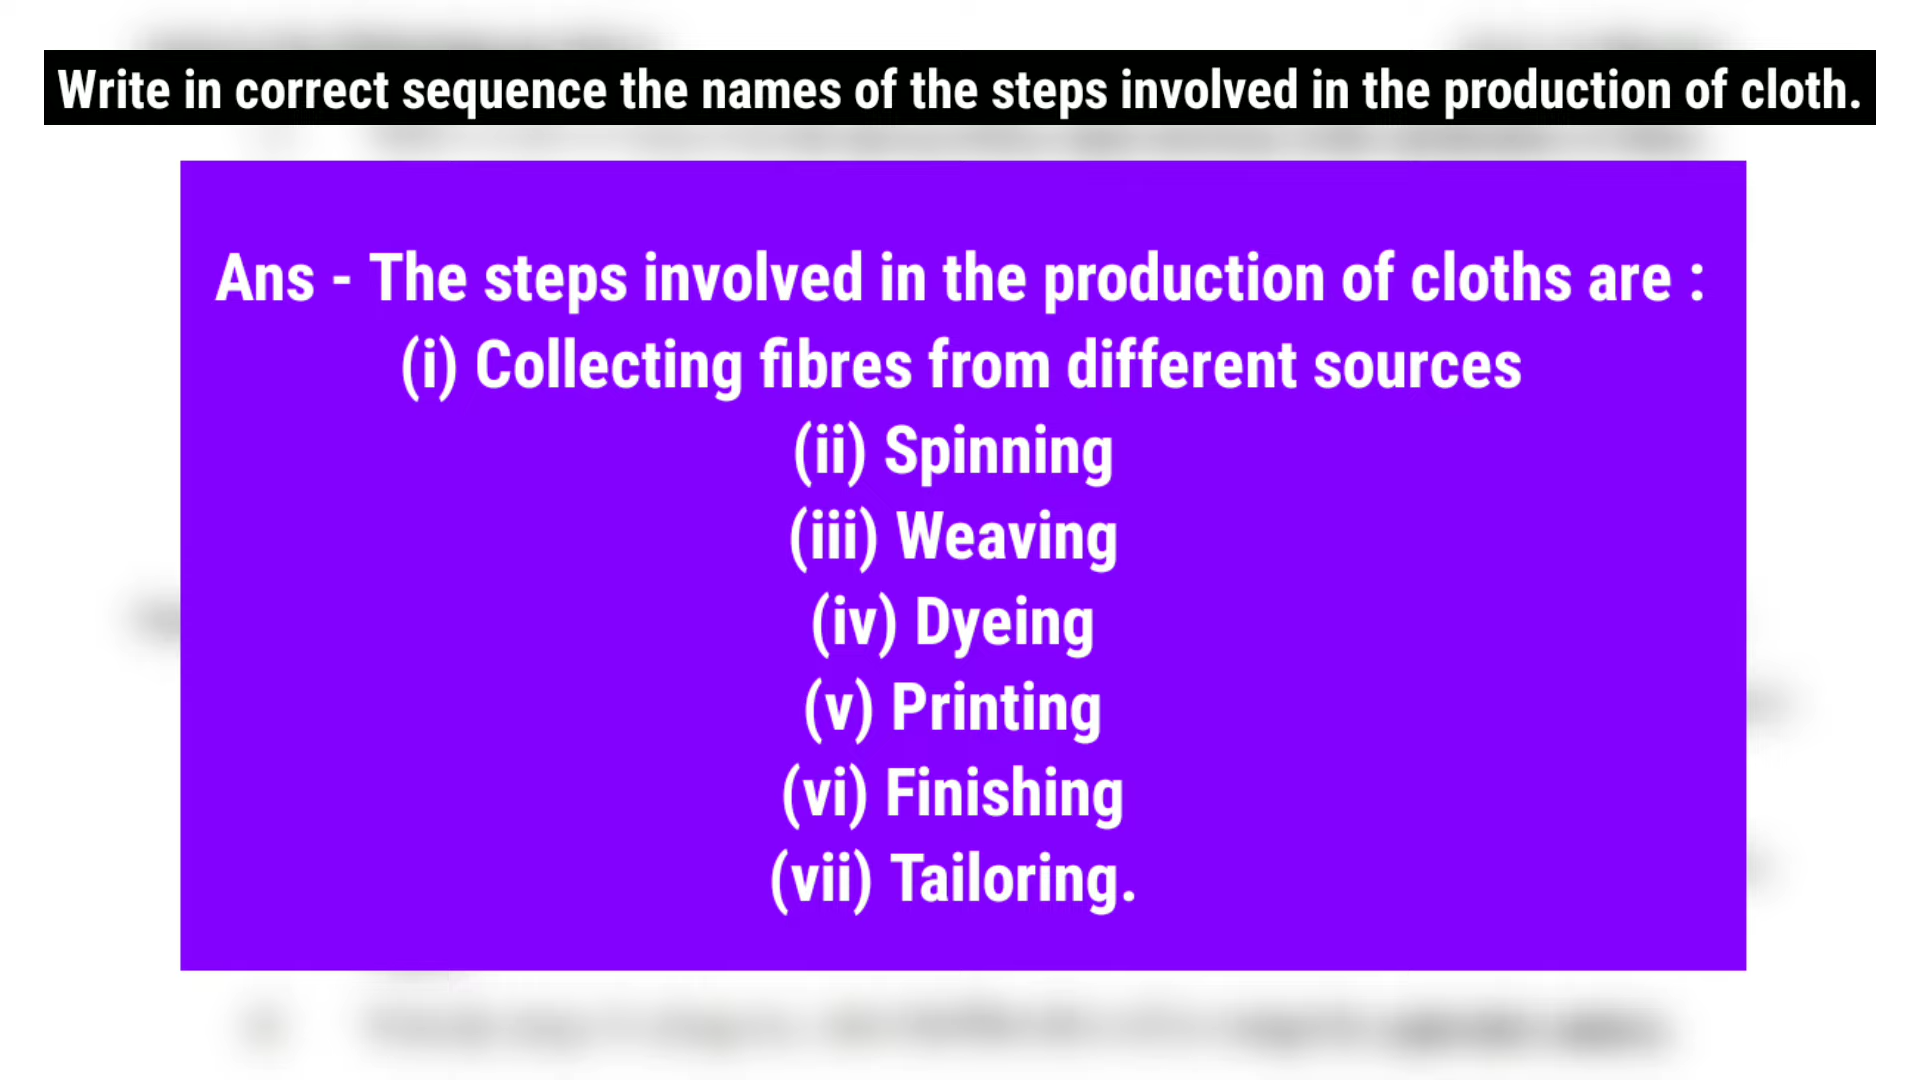 Write in correct sequence the names of the steps involved in the production of cloth.
Ans - The steps involved in the production of cloths are :
(i) Collecting fibres from different sources
(ii) Spinning
(iii) Weaving
(iv) Dyeing
(v) Printing
(vi) Finishing
(vii) Tailoring.